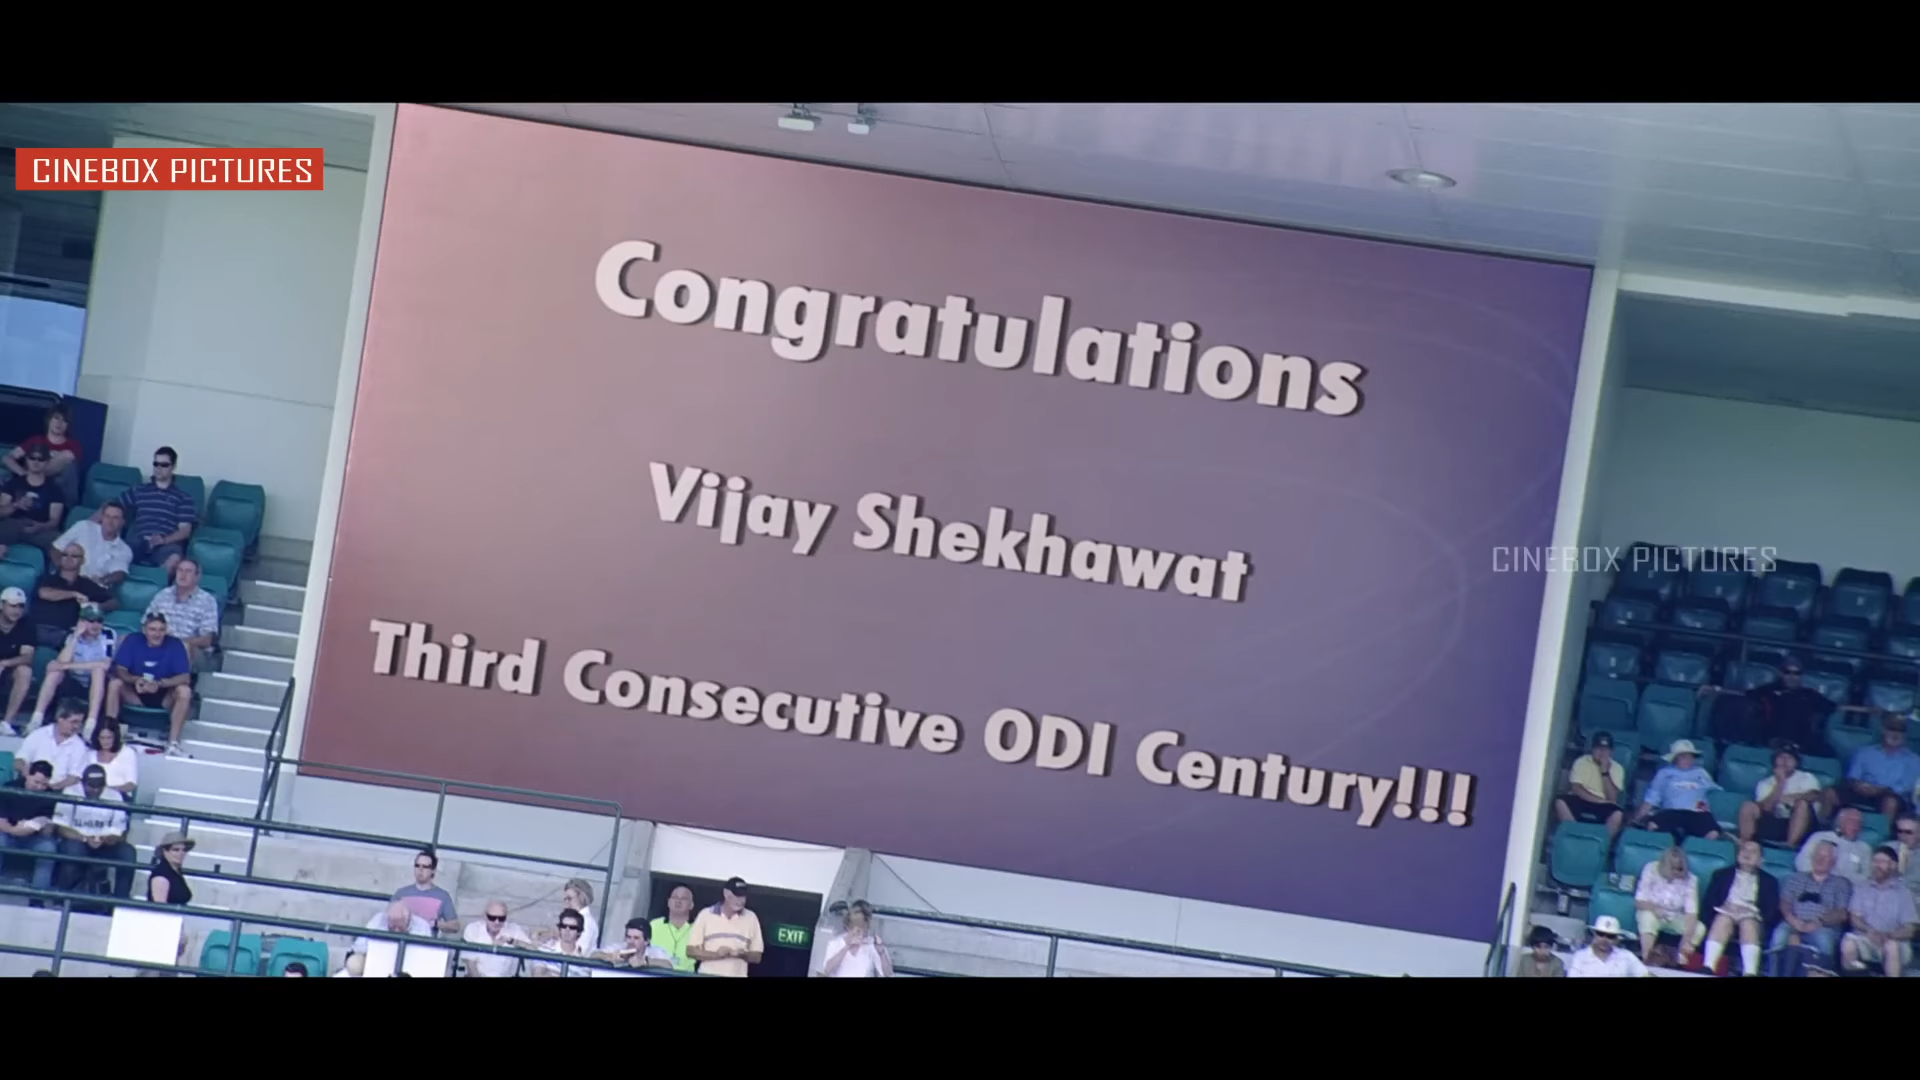 CINEBOX PICTURES
Congratulations
Vijay Shekhawat
CINEBOX PICTURES
Third Consecutive ODI Century!!!
EXIT